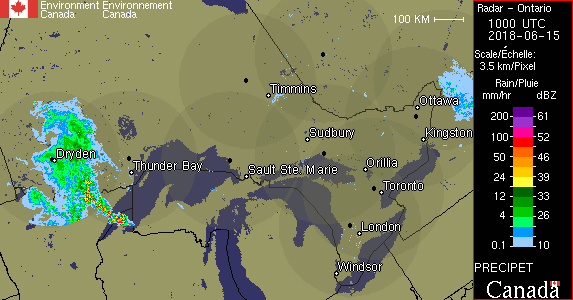 Environment Environnement
Canada Canada
100 KM
Timmins
Ottawa
Sudbury
Kingston
Dryden
Thunder Bay
Sault Ste. Marie
Orillia
Toronto
London
Windsor
Radar - Ontario
1000 UTC
2018-06-15
Scale/Échelle:
3.5 km/Pixel
Rain/Pluie
mm/hr dBZ
200 61
100 52
50 46
24 39
12 33
4 26
0.1 10
PRECIPET
Canada